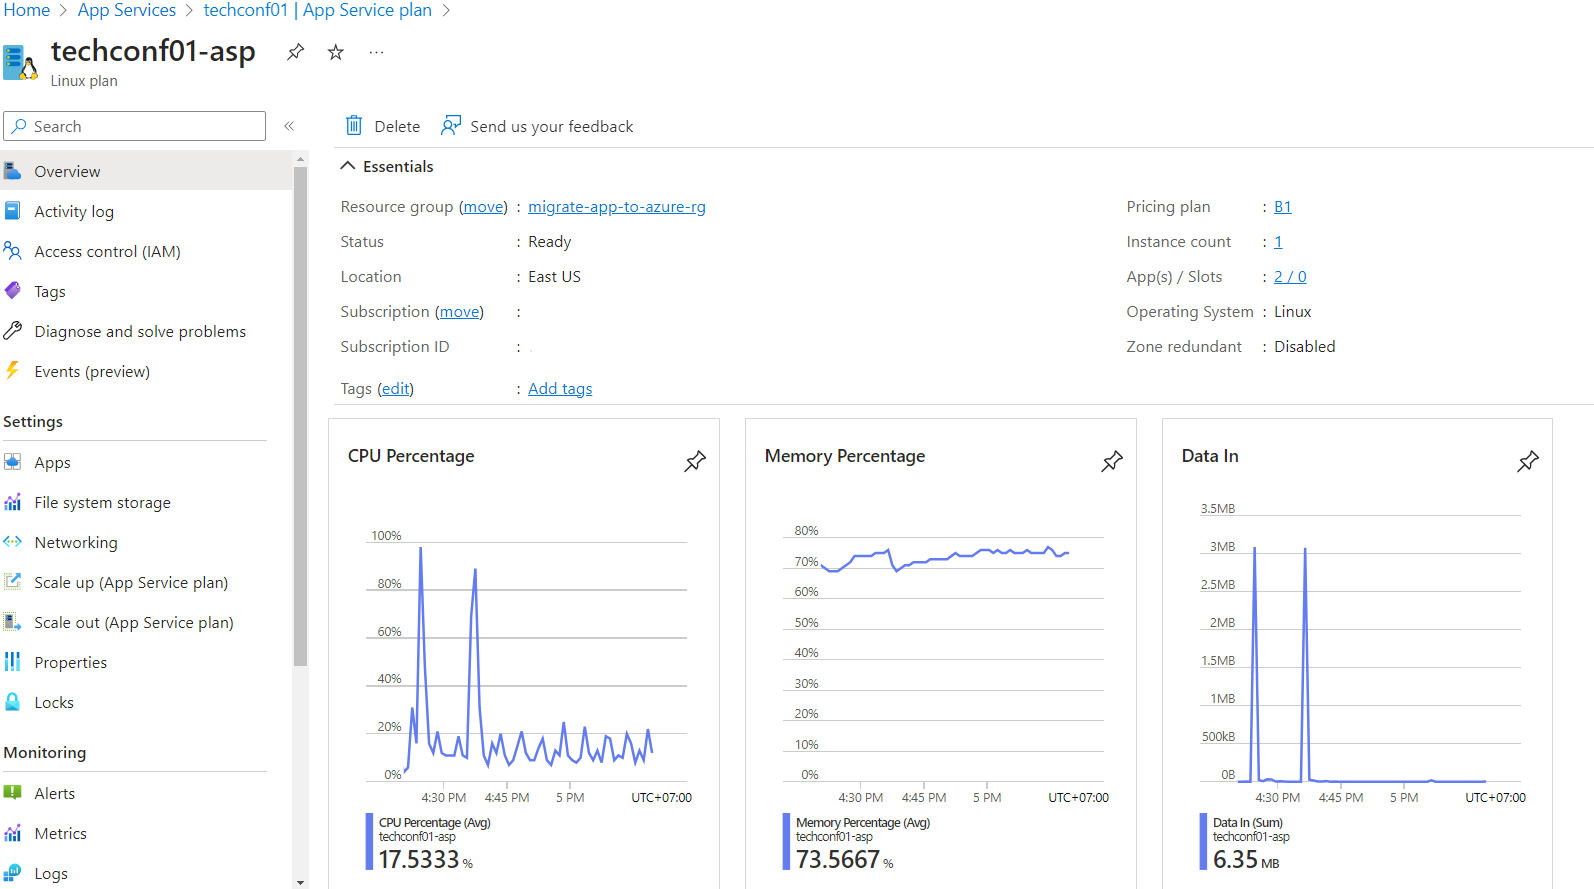 Home > App Services > techconf01 | App Service plan >
techconf01-asp
Linux plan
Search
«
Overview
Activity log
Access control (IAM)
Tags
Diagnose and solve problems
Events (preview)
Settings
Apps
File system storage
Networking
Scale up (App Service plan)
Scale out (App Service plan)
Properties
Locks
Monitoring
Alerts
Metrics
Logs
Delete
Send us your feedback
Essentials
Resource group (move) : migrate-app-to-azure-rg
Status : Ready
Location : East US
Subscription (move) :
Subscription ID :
Tags (edit) : Add tags
Pricing plan : B1
Instance count : 1
App(s) / Slots : 2 / 0
Operating System : Linux
Zone redundant : Disabled
CPU Percentage
100%
80%
60%
40%
20%
0%
4:30 PM 4:45 PM 5 PM UTC+07:00
CPU Percentage (Avg)
techconf01-asp
17.5333 %
Memory Percentage
80%
70%
60%
50%
40%
30%
20%
10%
0%
4:30 PM 4:45 PM 5 PM UTC+07:00
Memory Percentage (Avg)
techconf01-asp
73.5667 %
Data In
3.5MB
3MB
2.5MB
2MB
1.5MB
1MB
500kB
0B
4:30 PM 4:45 PM 5 PM UTC+07:00
Data In (Sum)
techconf01-asp
6.35 MB